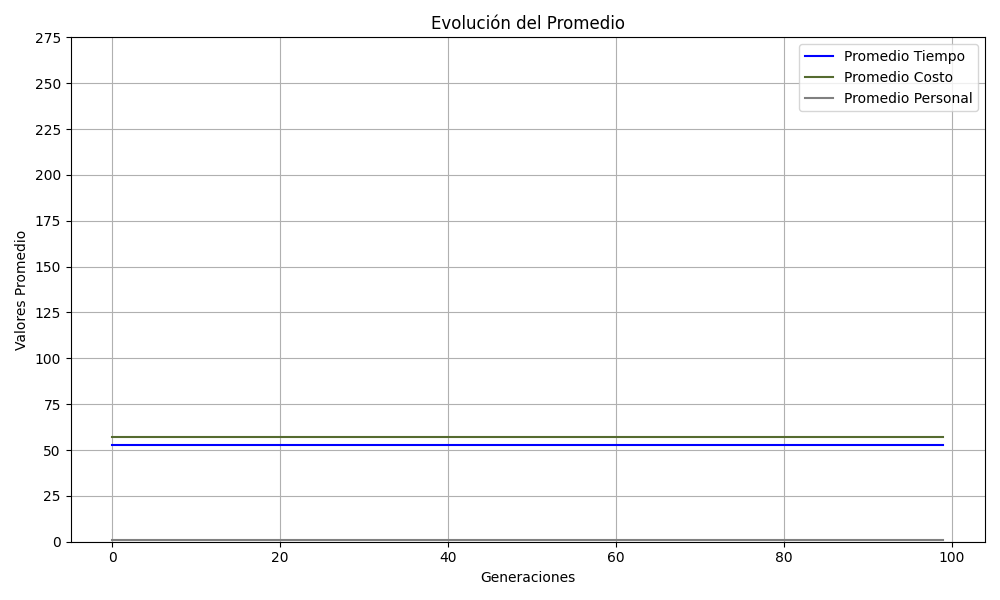 Evolución del Promedio
Promedio Tiempo
Promedio Costo
Promedio Personal
Valores Promedio
275
250
225
200
175
150
125
100
75
50
25
0
0 20 40 60 80 100
Generaciones